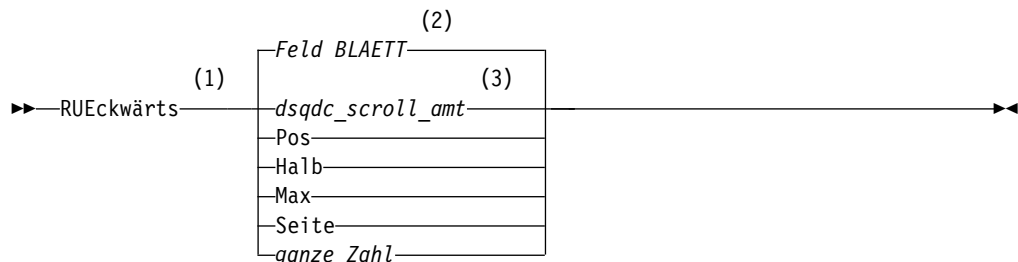 (2)
Feld BLAETT
(1) (3)
RUEckwärts dsqdc_scroll_amt
Pos
Halb
Max
Seite
ganze Zahl